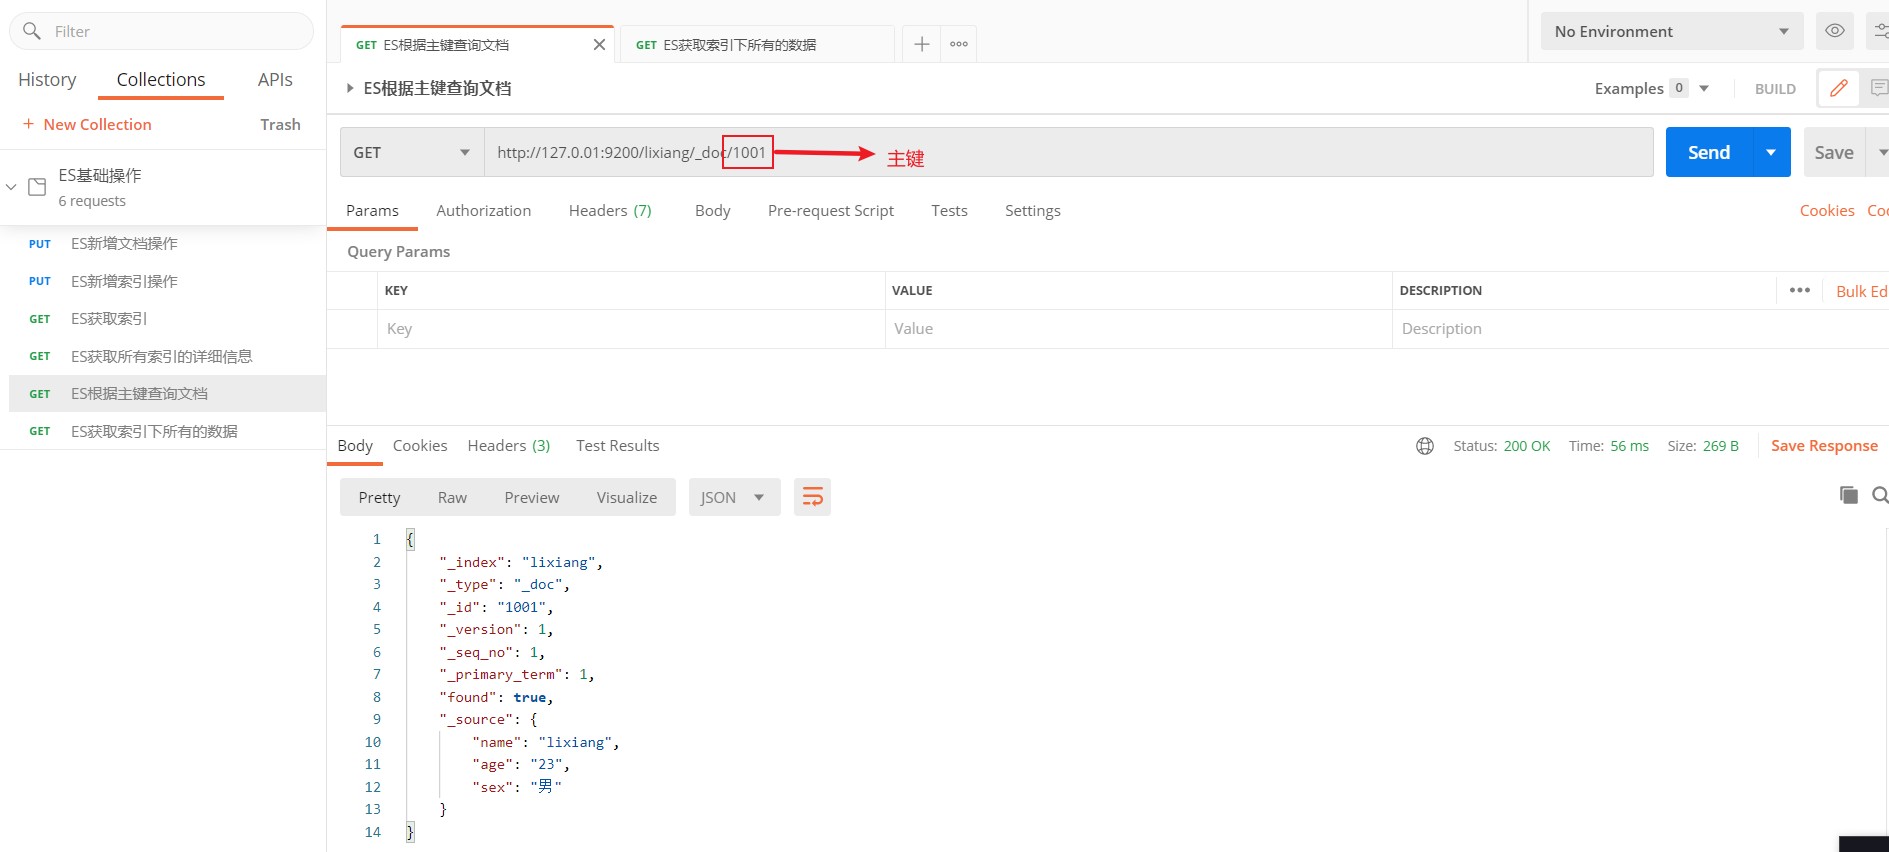 Filter
History Collections APIs
+ New Collection Trash
ES基础操作
6 requests
PUT ES新增文档操作
PUT ES新增索引操作
GET ES获取索引
GET ES获取所有索引的详细信息
GET ES根据主键查询文档
GET ES获取索引下所有的数据
GET ES根据主键查询文档 GET ES获取索引下所有的数据
No Environment
ES根据主键查询文档 Examples 0 BUILD
GET http://127.0.01:9200/lixiang/_doc/1001 主键 Send Save
Params Authorization Headers (7) Body Pre-request Script Tests Settings Cookies Coc
Query Params
KEY VALUE DESCRIPTION Bulk Ed
Key Value Description
Body Cookies Headers (3) Test Results Status: 200 OK Time: 56 ms Size: 269 B Save Response
Pretty Raw Preview Visualize JSON
1 {
2 "_index": "lixiang",
3 "_type": "_doc",
4 "_id": "1001",
5 "_version": 1,
6 "_seq_no": 1,
7 "_primary_term": 1,
8 "found": true,
9 "_source": {
10 "name": "lixiang",
11 "age": "23",
12 "sex": "男"
13 }
14 }